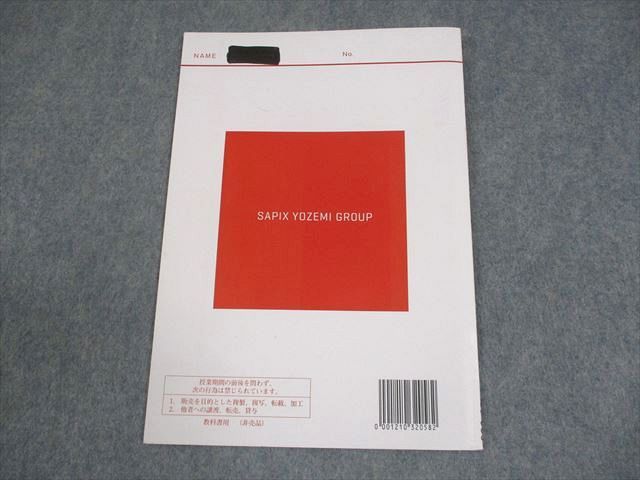 NAME No.
SAPIX YOZEMI GROUP
授業期間の前後を問わず、
次の行為は禁じられています。
1. 販売を目的とした複製、複写、転載、加工
2. 他者への譲渡、転売、貸与
教科書用 (非売品)
0 001210 320582